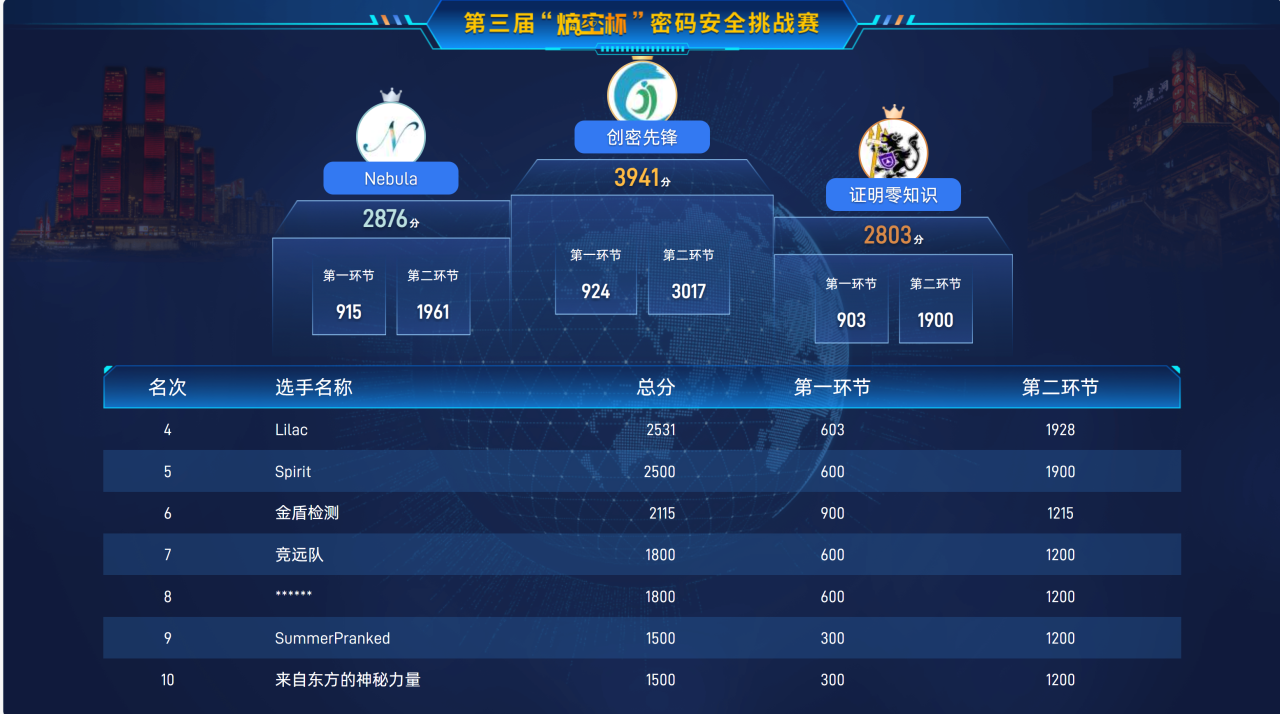 第三届“熵密杯”密码安全挑战赛
创密先锋
3941分
第一环节 第二环节
924 3017
Nebula
2876分
第一环节 第二环节
915 1961
证明零知识
2803分
第一环节 第二环节
903 1900
洪崖洞
名次 选手名称 总分 第一环节 第二环节
4 Lilac 2531 603 1928
5 Spirit 2500 600 1900
6 金盾检测 2115 900 1215
7 竞远队 1800 600 1200
8 ****** 1800 600 1200
9 SummerPranked 1500 300 1200
10 来自东方的神秘力量 1500 300 1200